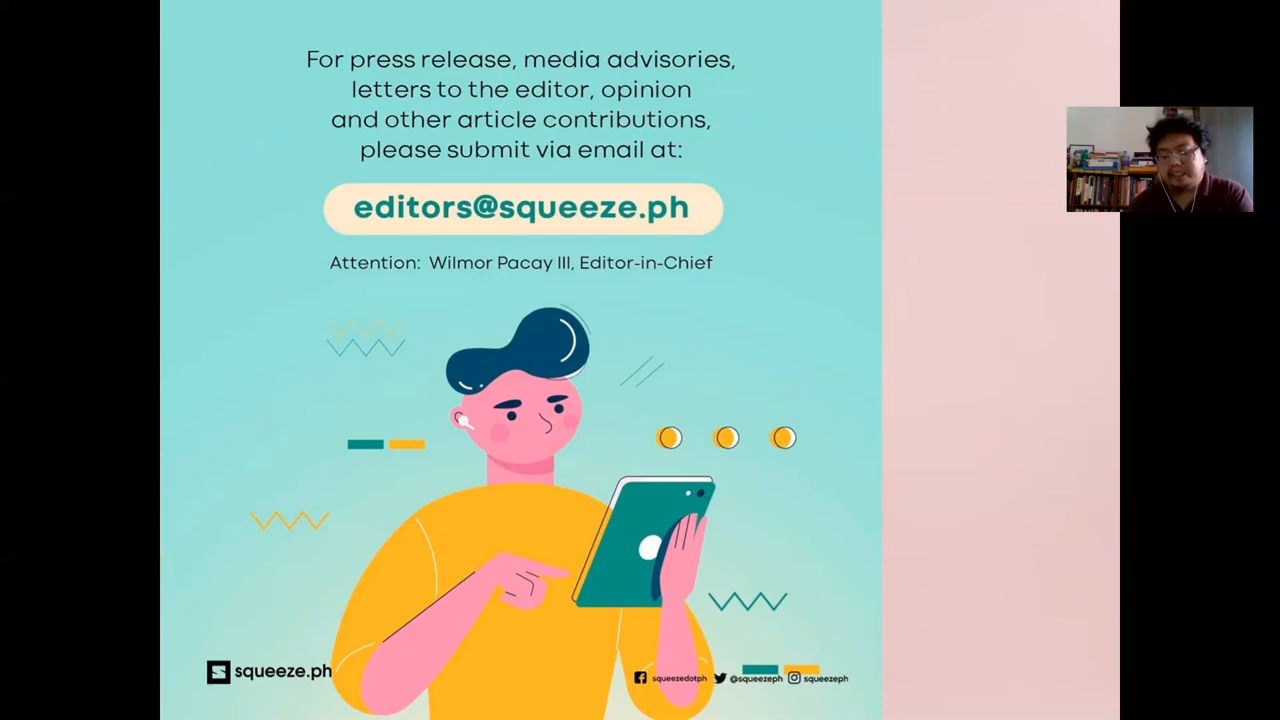 For press release, media advisories,
letters to the editor, opinion
and other article contributions,
please submit via email at:
editors@squeeze.ph
Attention: Wilmor Pacay III, Editor-in-Chief
squeeze.ph
squeezedotph @squeezeph squeezeph